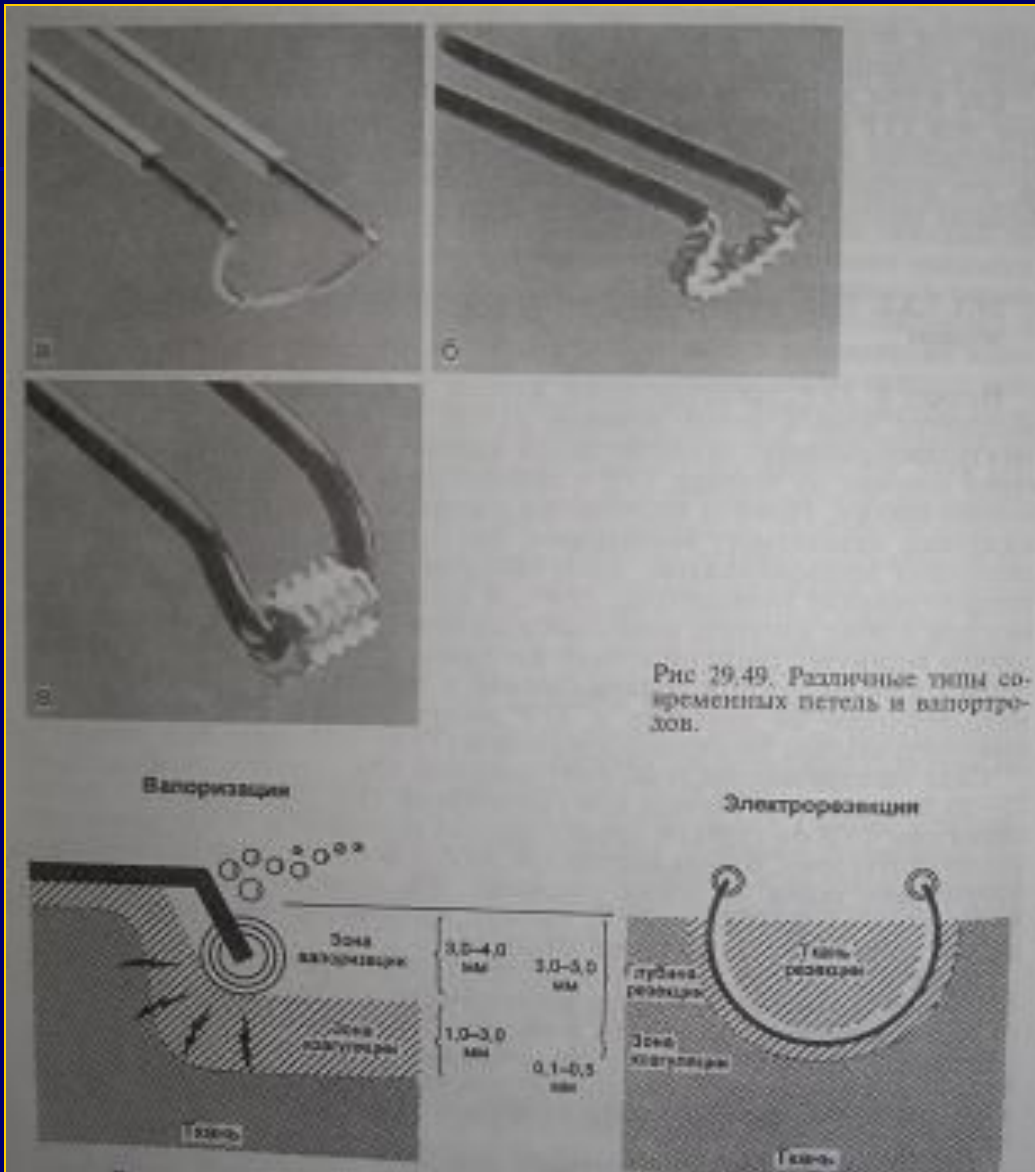 а
б
в
Рис 29.49. Различные типы со-
временных петель и вапортро-
дов.
Валоризация
Электрорезекция
Зона
валоризации
3,0–4,0
мм
3,0–5,0
мм
Зона
коагуляции
1,0–3,0
мм
0,1–0,5
мм
Ткань
Ткань
резекции
Глубина
резекции
Зона
коагуляции
Ткань